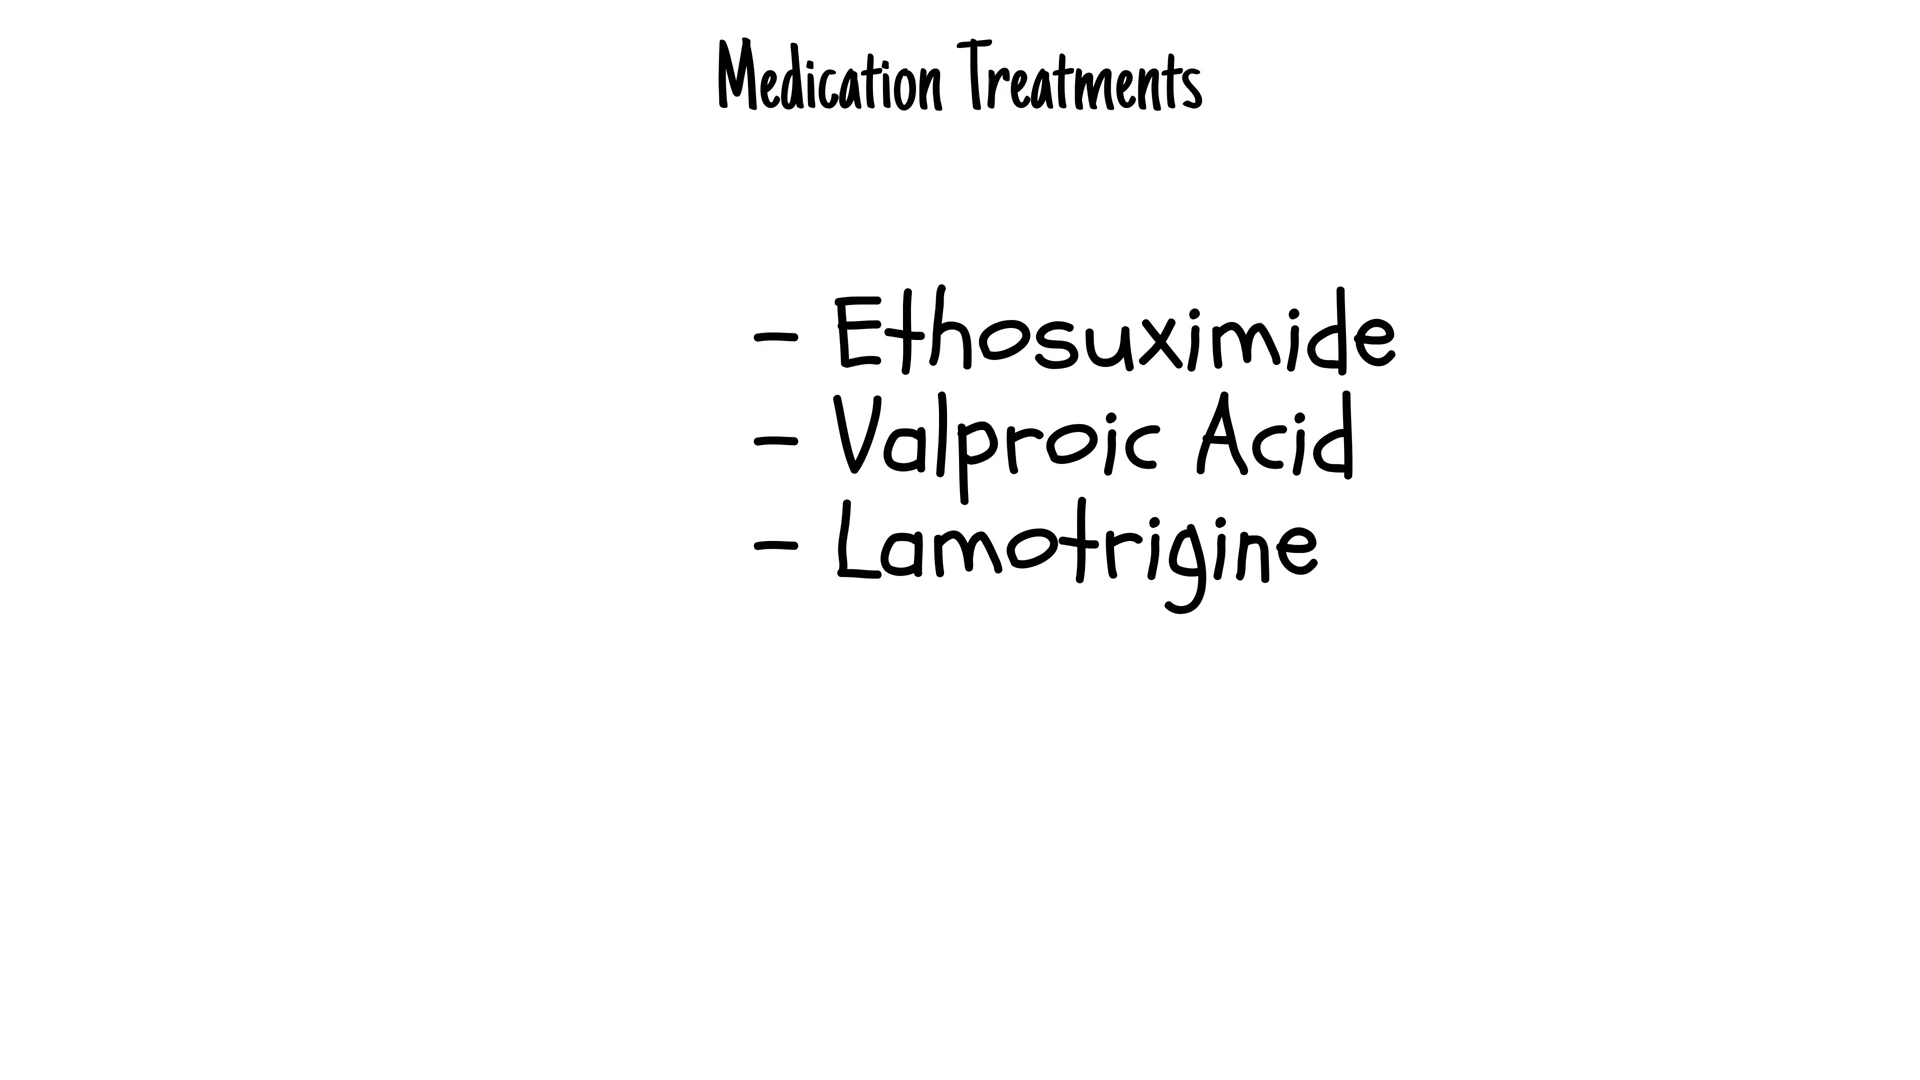 Medication Treatments
- Ethosuximide
- Valproic Acid
- Lamotrigine